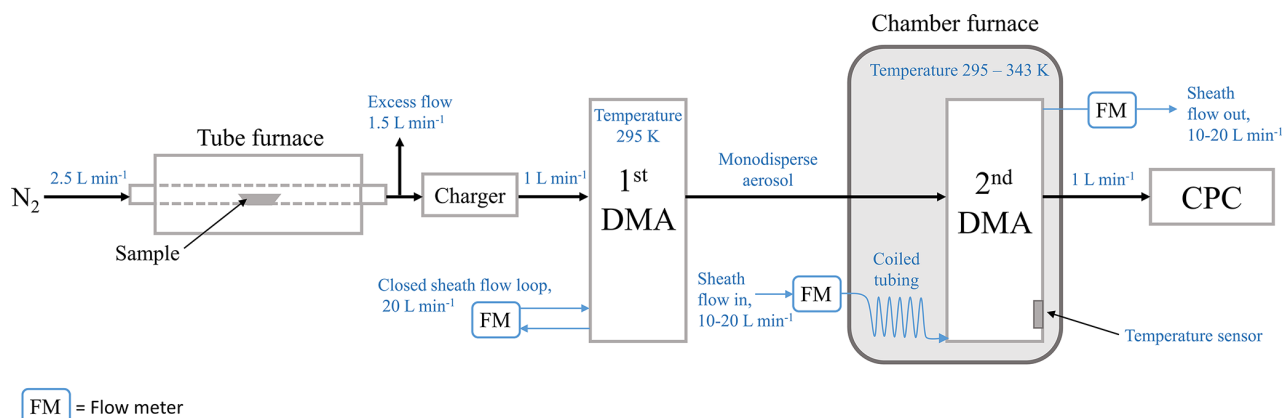 Chamber furnace
Temperature 295 – 343 K
Excess flow
1.5 L min⁻¹
Temperature
295 K
FM
Sheath
flow out,
10-20 L min⁻¹
Tube furnace
N₂
2.5 L min⁻¹
Sample
Charger
1 L min⁻¹
1ˢᵗ
DMA
Monodisperse
aerosol
2ⁿᵈ
DMA
1 L min⁻¹
CPC
Closed sheath flow loop,
20 L min⁻¹
FM
Sheath
flow in,
10-20 L min⁻¹
FM
Coiled
tubing
Temperature sensor
FM = Flow meter